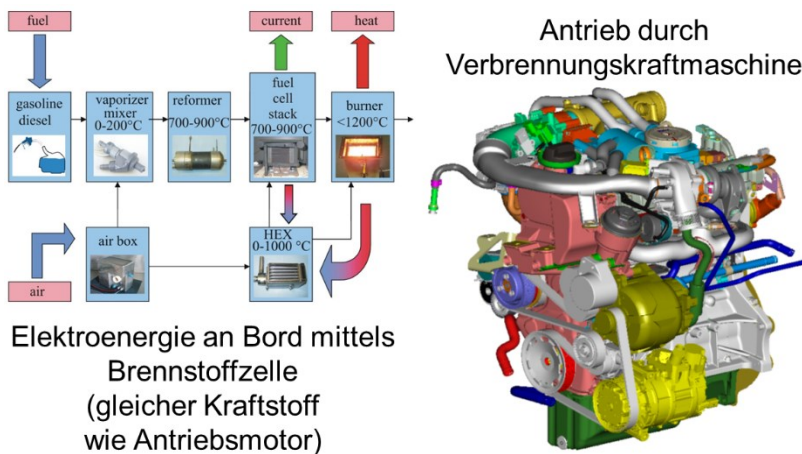 fuel
current
heat
gasoline
diesel
vaporizer
mixer
0-200°C
reformer
700-900°C
fuel
cell
stack
700-900°C
burner
<1200°C
air box
HEX
0-1000 °C
air
Elektroenergie an Bord mittels
Brennstoffzelle
(gleicher Kraftstoff
wie Antriebsmotor)
Antrieb durch
Verbrennungskraftmaschine